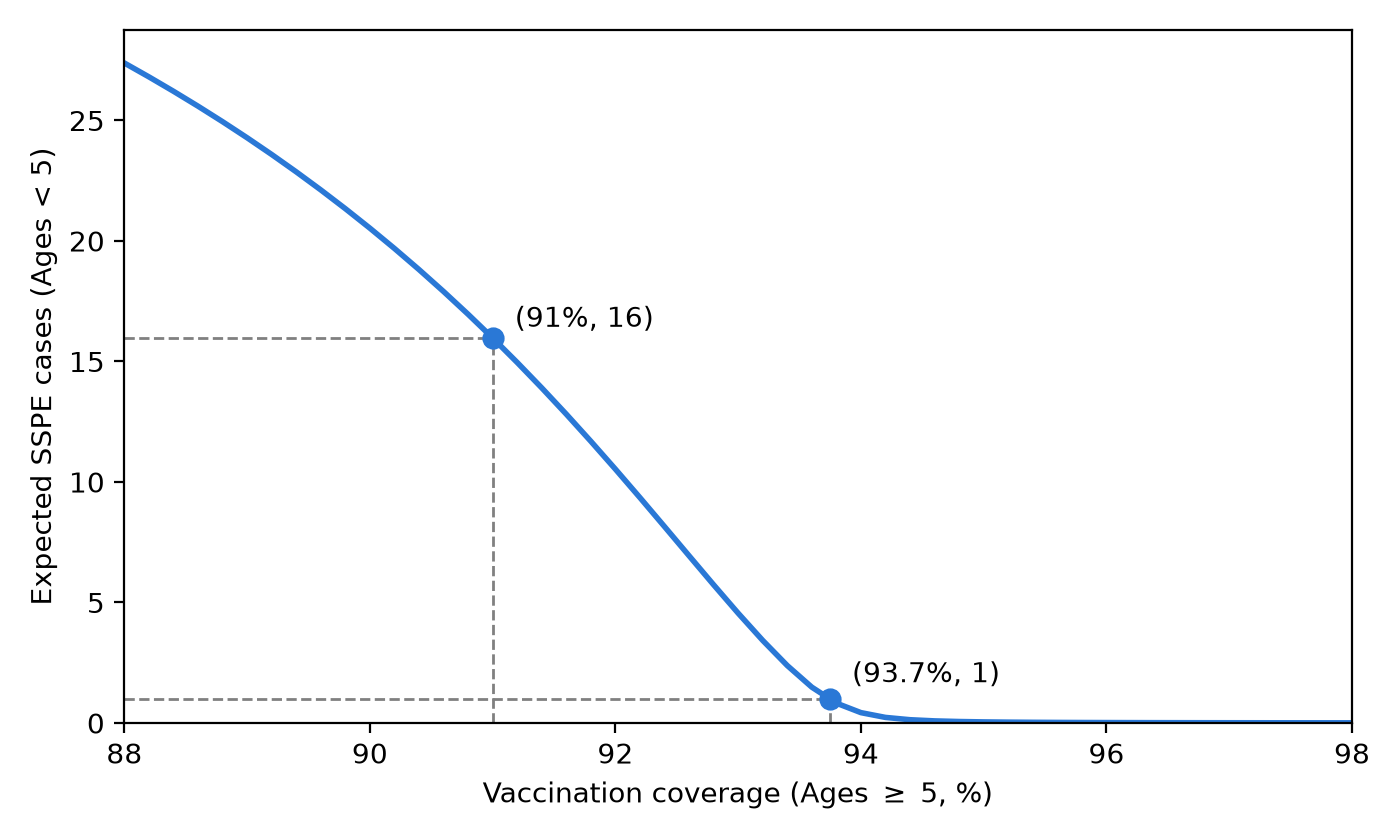 25
20
15
10
5
0
Expected SSPE cases (Ages < 5)
(91%, 16)
(93.7%, 1)
88 90 92 94 96 98
Vaccination coverage (Ages ≥ 5, %)